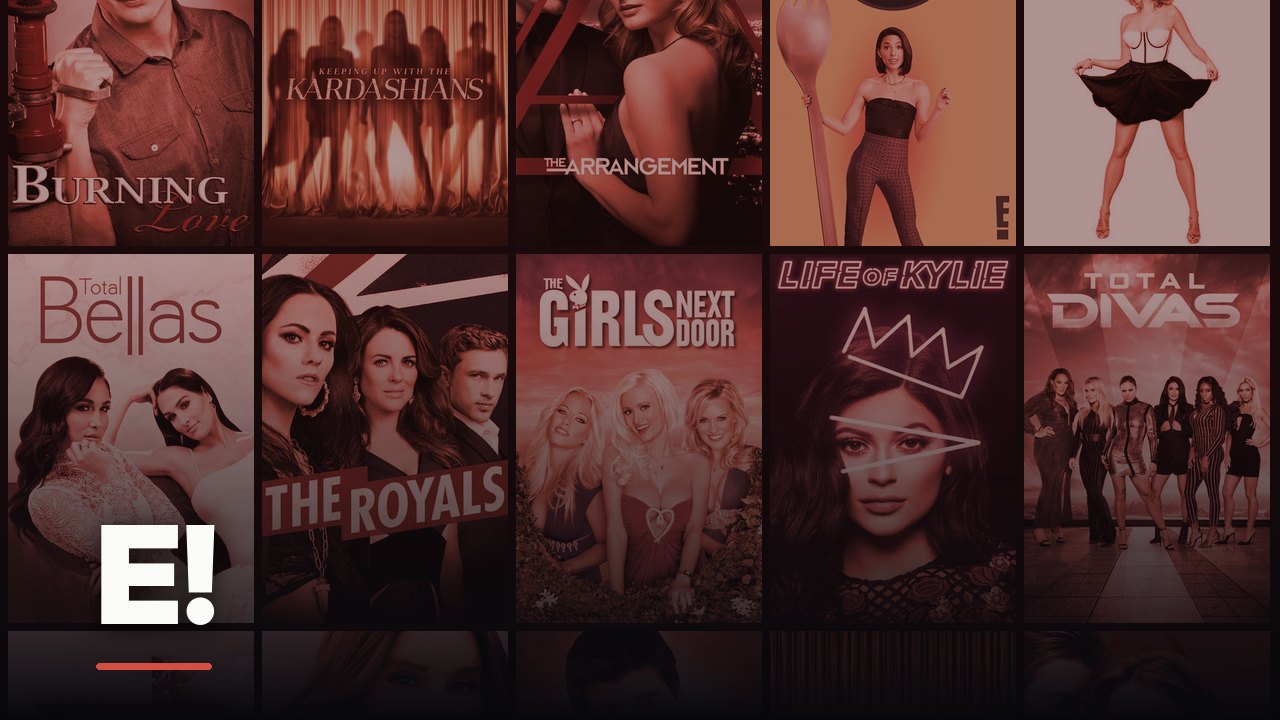 KEEPING UP WITH THE
KARDASHIANS
THE ARRANGEMENT
BURNING
Love
E!
Total
Bellas
THE ROYALS
THE
GIRLS NEXT
DOOR
LIFE OF KYLIE
TOTAL
DIVAS
E!